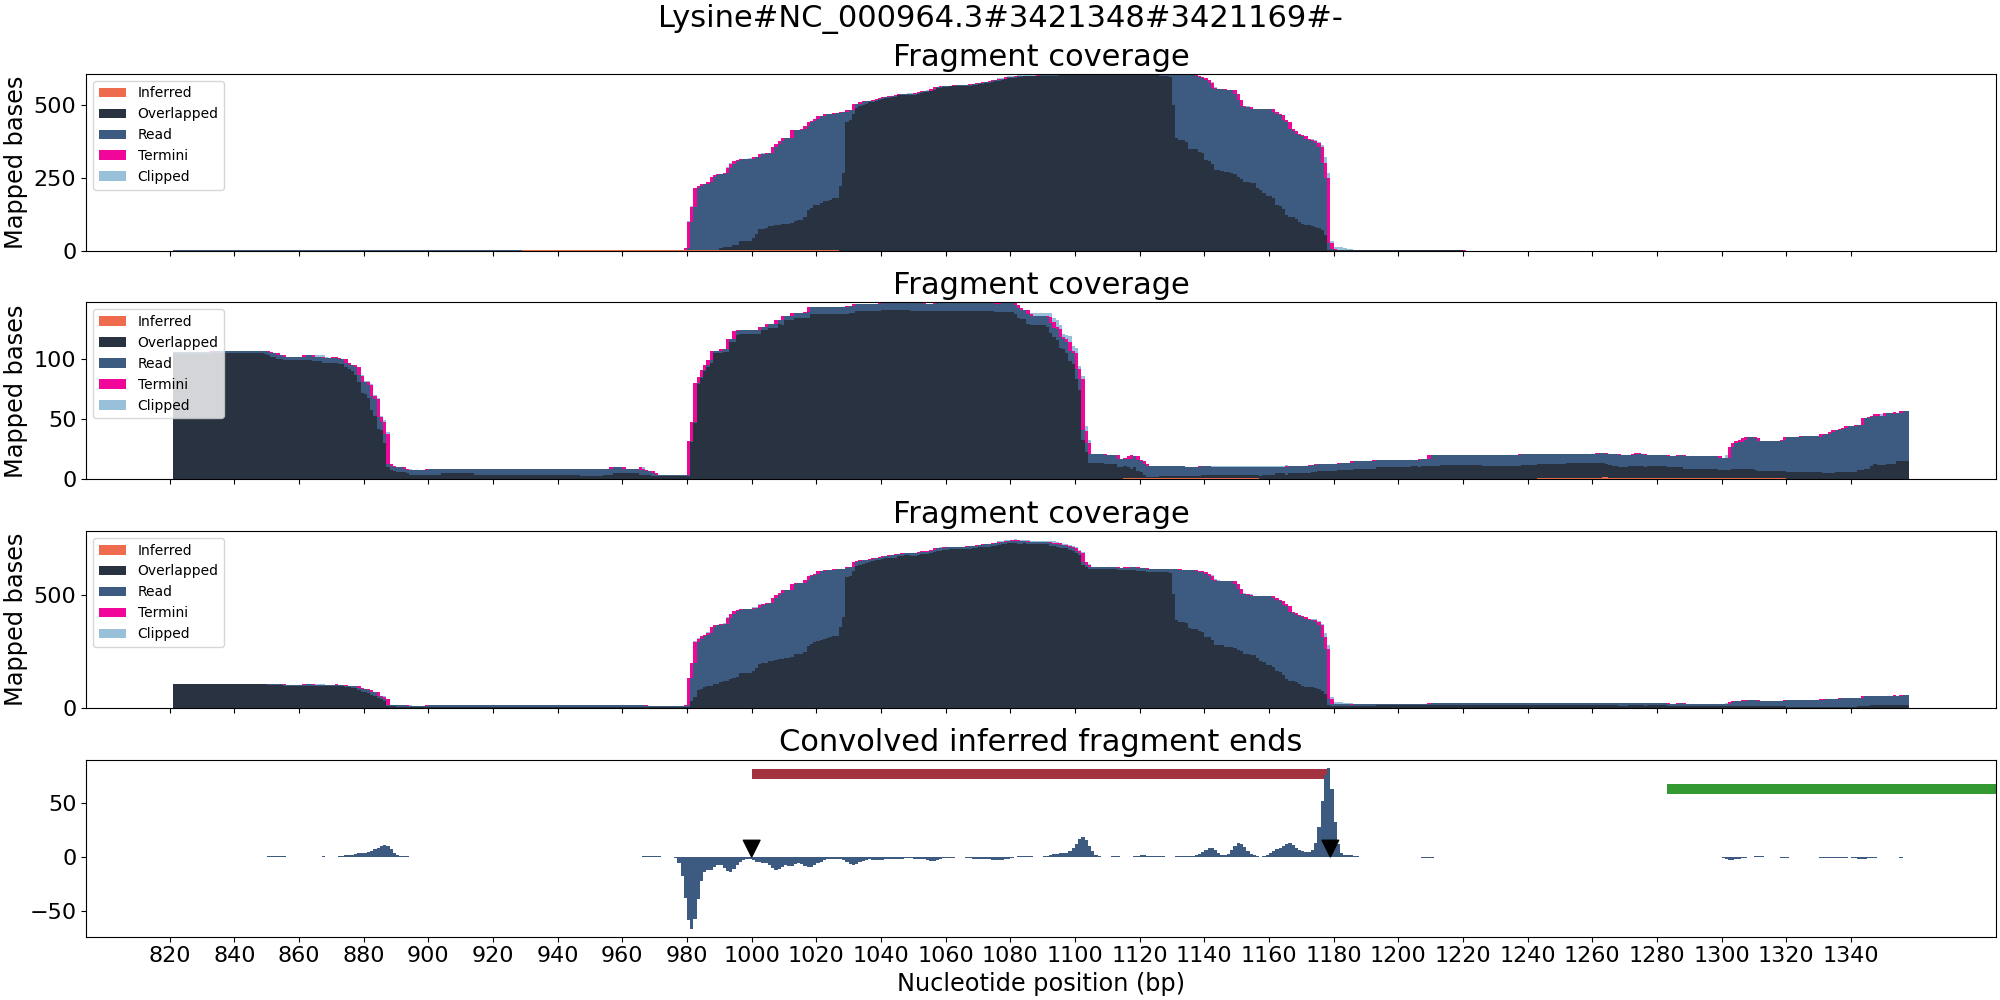 Lysine#NC_000964.3#3421348#3421169#-
Fragment coverage
Mapped bases
500
250
0
Inferred
Overlapped
Read
Termini
Clipped
Fragment coverage
Mapped bases
100
50
0
Inferred
Overlapped
Read
Termini
Clipped
Fragment coverage
Mapped bases
500
0
Inferred
Overlapped
Read
Termini
Clipped
Convolved inferred fragment ends
50
0
−50
820 840 860 880 900 920 940 960 980 1000 1020 1040 1060 1080 1100 1120 1140 1160 1180 1200 1220 1240 1260 1280 1300 1320 1340
Nucleotide position (bp)